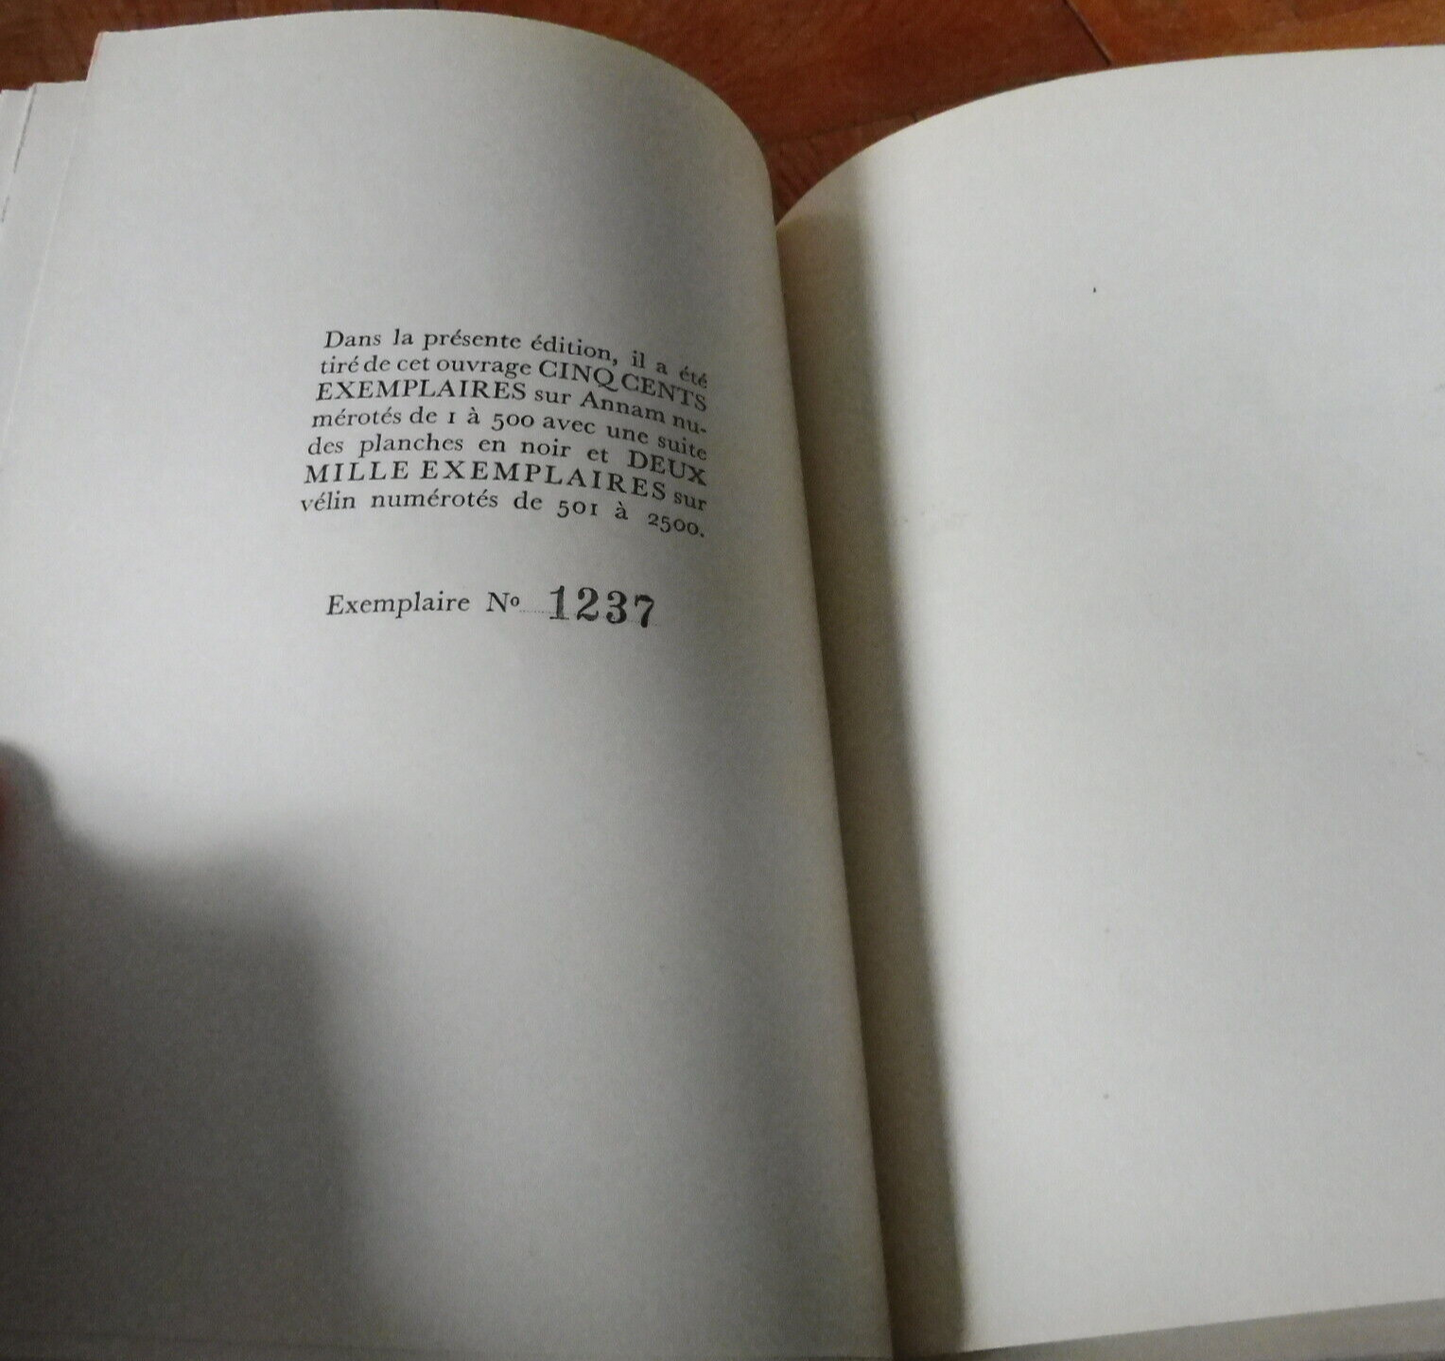 Dans la présente édition, il a été
tiré de cet ouvrage CINQ CENTS
EXEMPLAIRES sur Annam nu-
mérotés de 1 à 500 avec une suite
des planches en noir et DEUX
MILLE EXEMPLAIRES sur
vélin numérotés de 501 à 2500.
Exemplaire Nº 1237